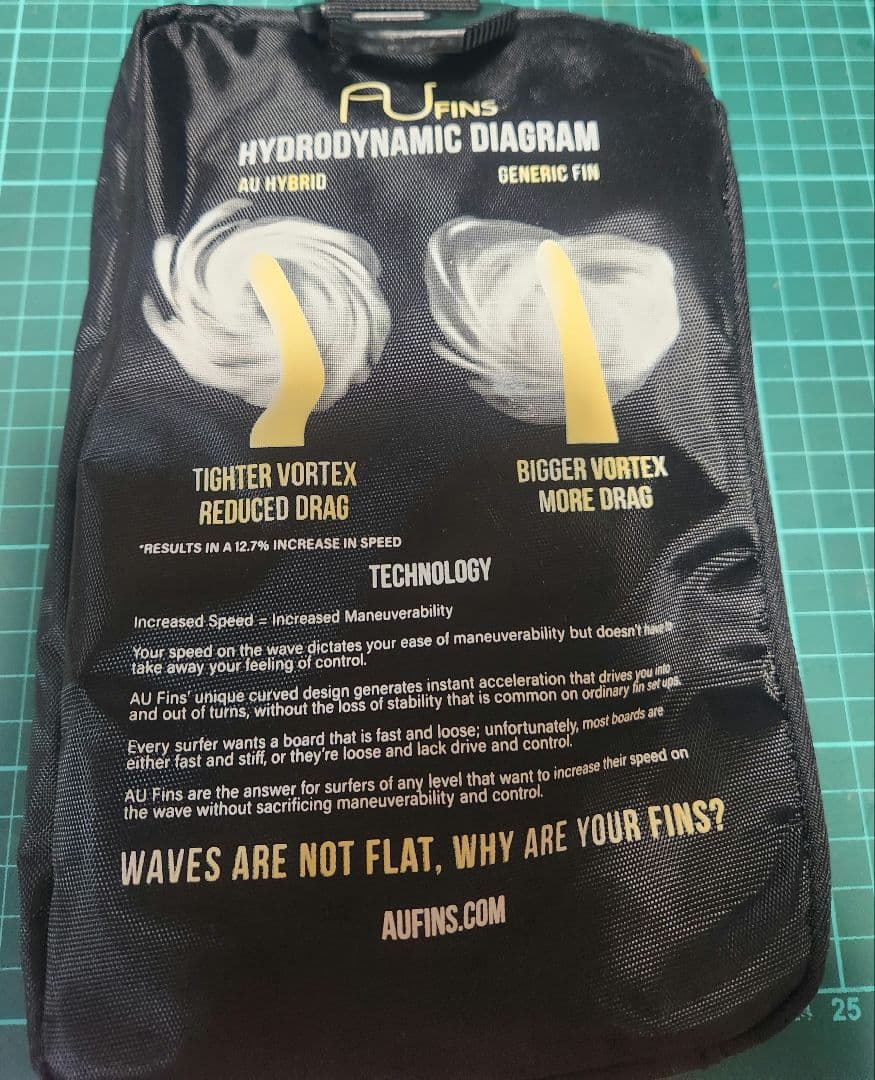 AU FINS
HYDRODYNAMIC DIAGRAM
AU HYBRID GENERIC FIN
TIGHTER VORTEX
REDUCED DRAG
BIGGER VORTEX
MORE DRAG
*RESULTS IN A 12.7% INCREASE IN SPEED
TECHNOLOGY
Increased Speed = Increased Maneuverability
Your speed on the wave dictates your ease of maneuverability but doesn't have to
take away your feeling of control.
AU Fins' unique curved design generates instant acceleration that drives you into
and out of turns, without the loss of stability that is common on ordinary fin set ups.
Every surfer wants a board that is fast and loose; unfortunately, most boards are
either fast and stiff, or they're loose and lack drive and control.
AU Fins are the answer for surfers of any level that want to increase their speed on
the wave without sacrificing maneuverability and control.
WAVES ARE NOT FLAT, WHY ARE YOUR FINS?
AUFINS.COM
25